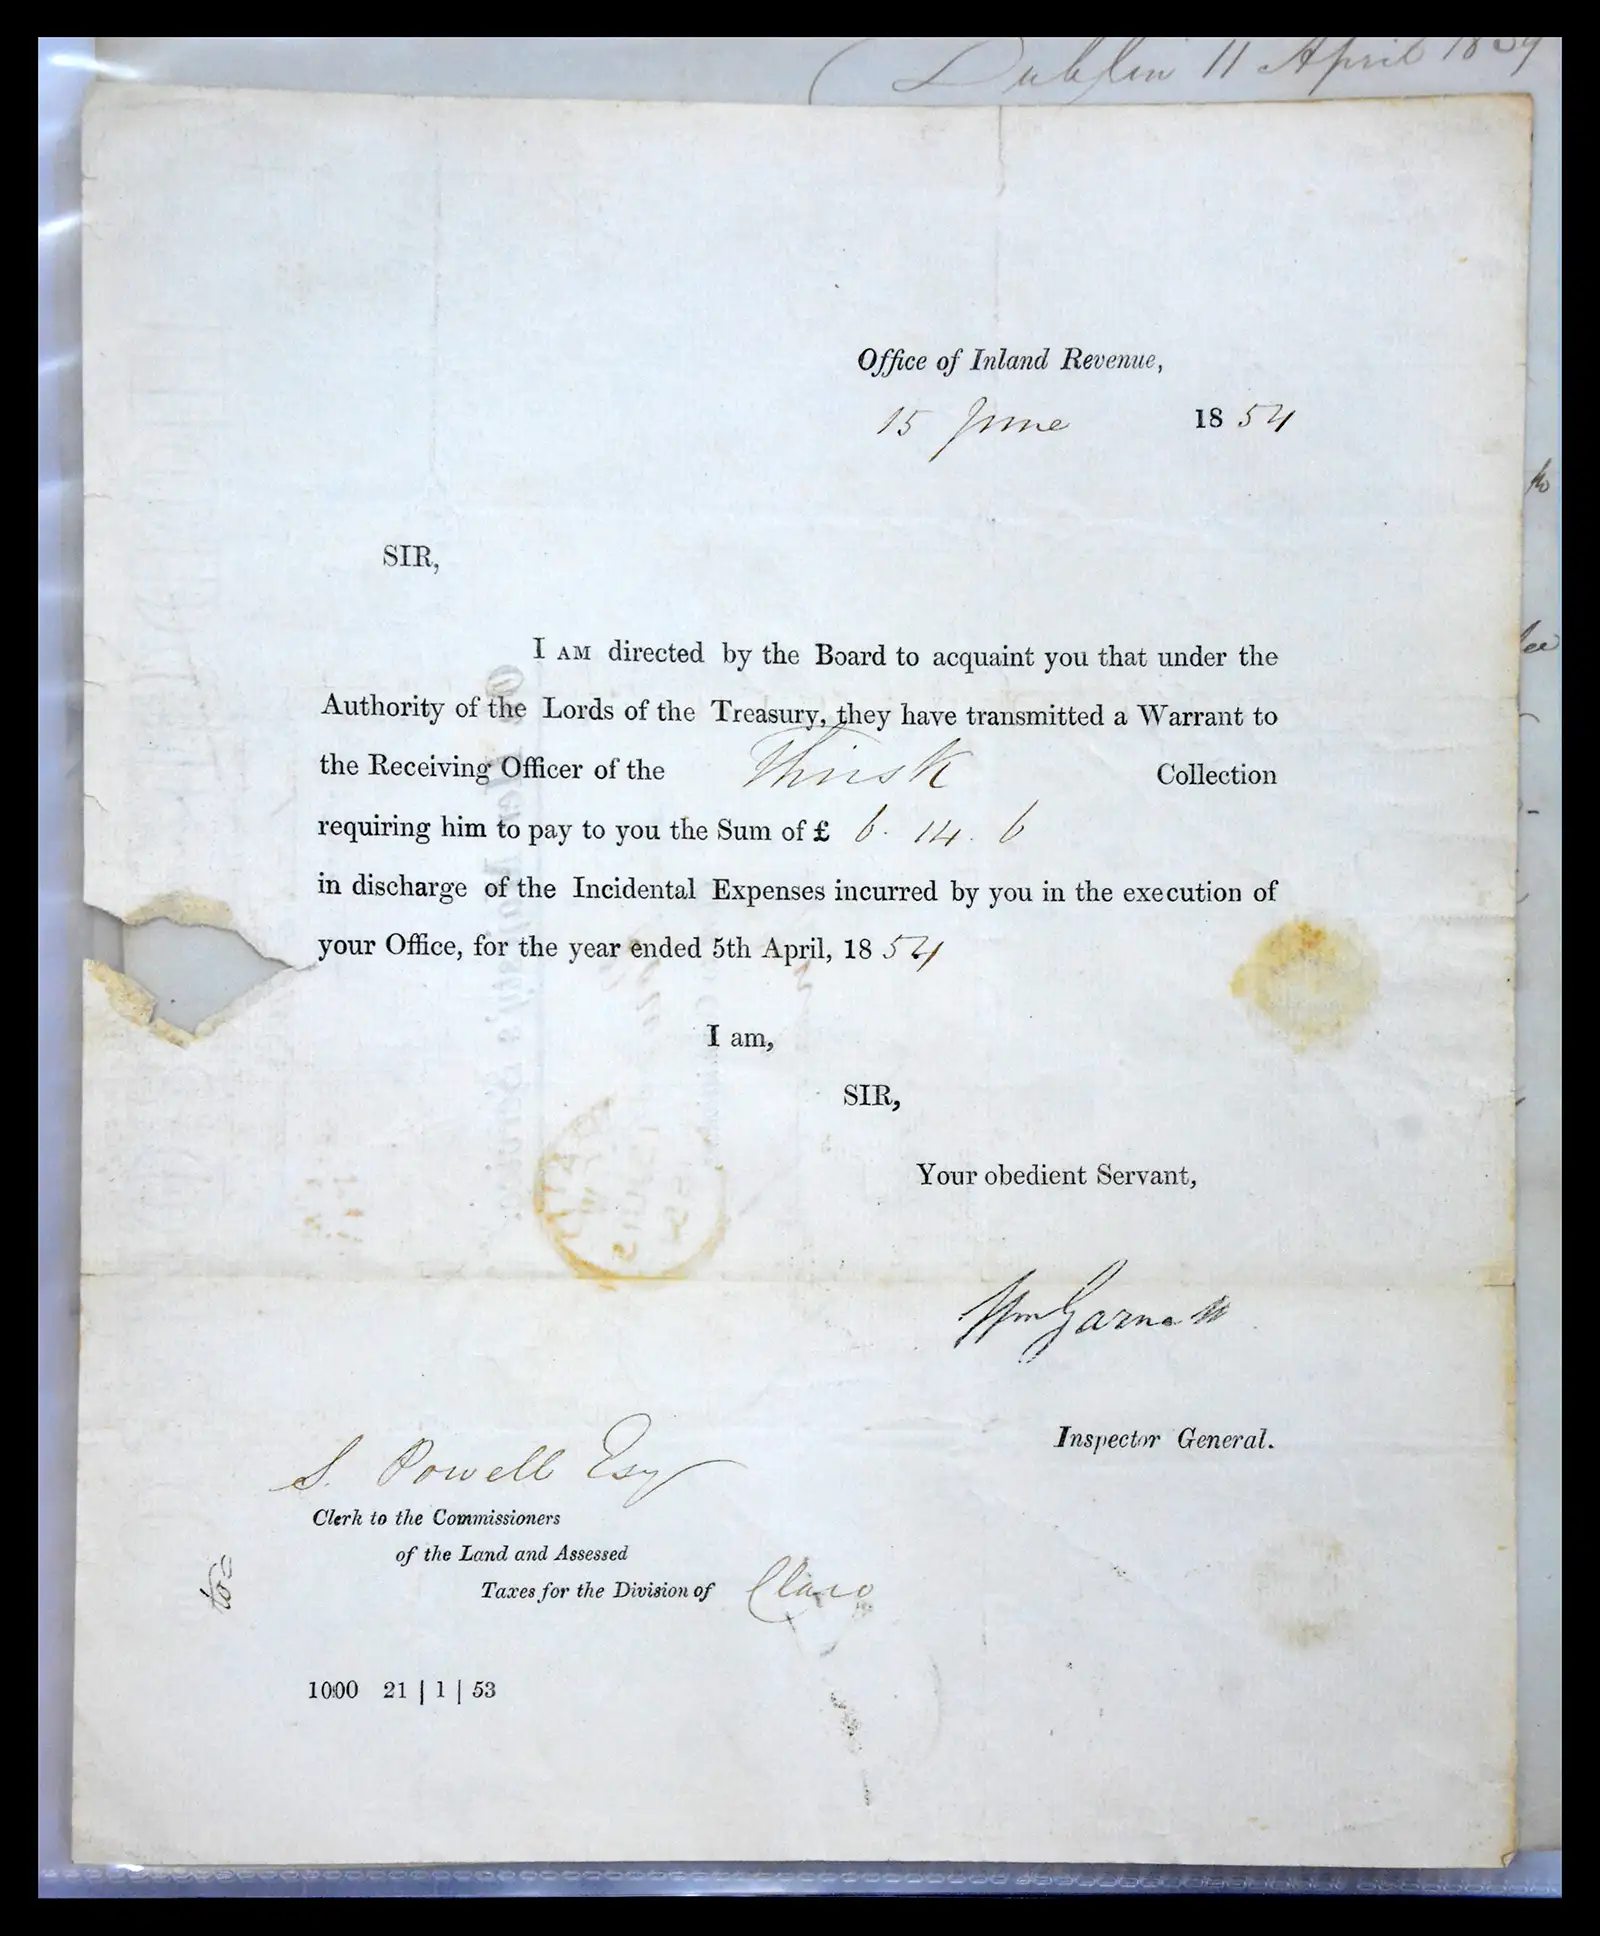 Dublin 11 April 18
Office of Inland Revenue,
15 June 1854
SIR,
I AM directed by the Board to acquaint you that under the
Authority of the Lords of the Treasury, they have transmitted a Warrant to
the Receiving Officer of the Thirsk Collection
requiring him to pay to you the Sum of £ 6. 14. 6
in discharge of the Incidental Expenses incurred by you in the execution of
your Office, for the year ended 5th April, 1854
I am,
SIR,
Your obedient Servant,
Wm Garnett
Inspector General.
S. Powell Esq
Clerk to the Commissioners
of the Land and Assessed
Taxes for the Division of Claro
1000 21 | 1 | 53